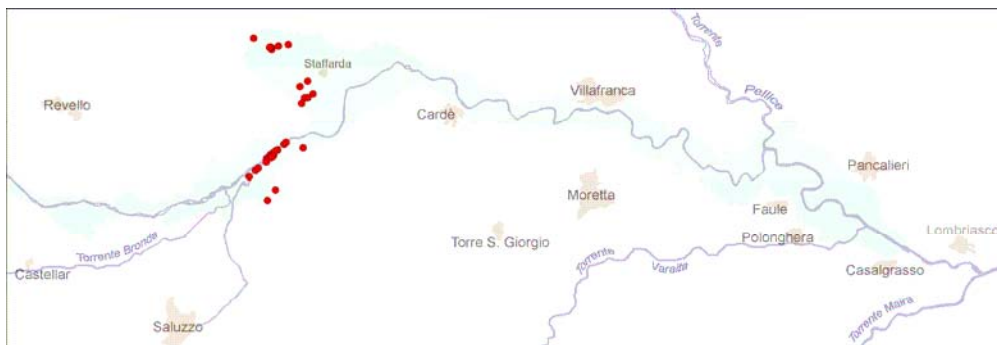 Torrente
Staffarda
Villafranca
Pellice
Revello
Cardè
Pancalieri
Moretta
Faule
Torre S. Giorgio
Polonghera
Lombriasco
Torrente Bronda
Torrente
Varaita
Castellar
Casalgrasso
Saluzzo
Torrente Maira